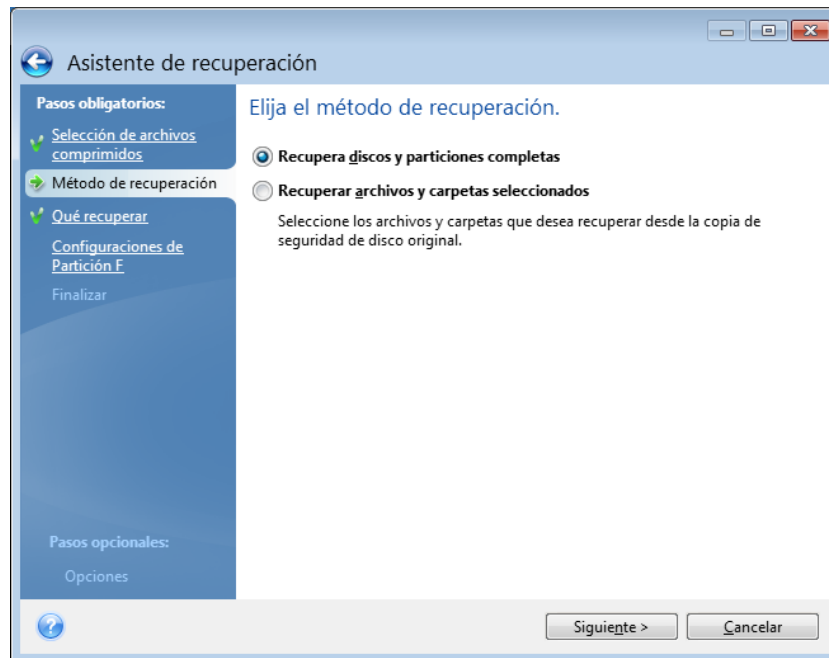 Asistente de recuperación
Pasos obligatorios:
Selección de archivos
comprimidos
Método de recuperación
Qué recuperar
Configuraciones de
Partición F
Finalizar
Pasos opcionales:
Opciones
Elija el método de recuperación.
Recupera discos y particiones completas
Recuperar archivos y carpetas seleccionados
Seleccione los archivos y carpetas que desea recuperar desde la copia de
seguridad de disco original.
Siguiente >
Cancelar